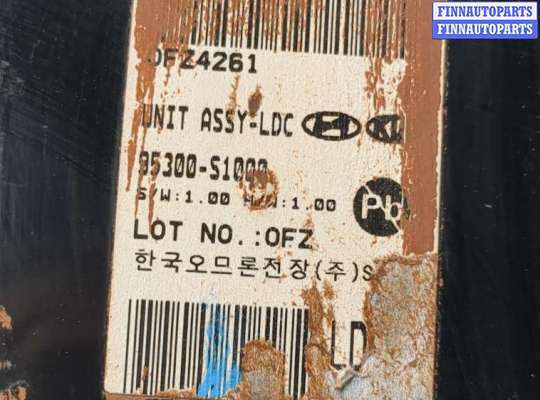 FINNAUTOPARTS
FINNAUTOPARTS
OFZ4261
UNIT ASSY-LDC
95300-S1000
S/W:1.00 H/W:1.00
Pb
LOT NO.:OFZ
한국오므론전장(주)S
LD